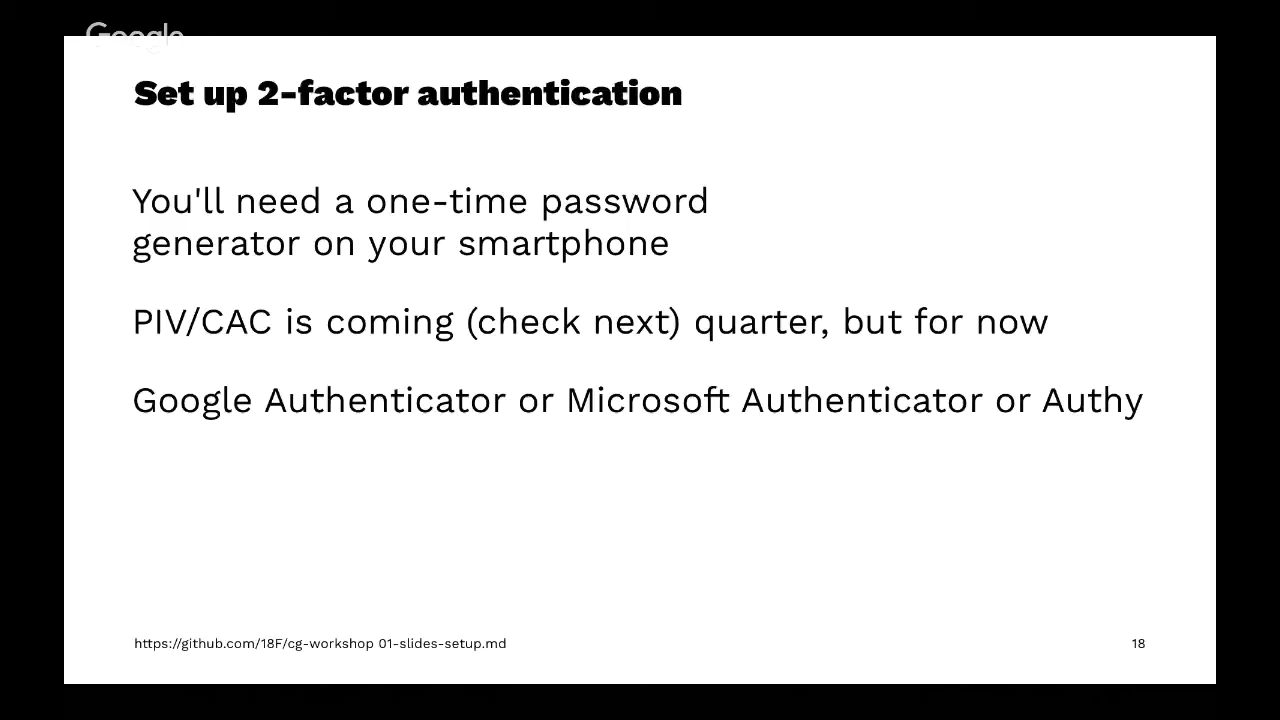 Google
Set up 2-factor authentication
You'll need a one-time password
generator on your smartphone
PIV/CAC is coming (check next) quarter, but for now
Google Authenticator or Microsoft Authenticator or Authy
https://github.com/18F/cg-workshop 01-slides-setup.md
18